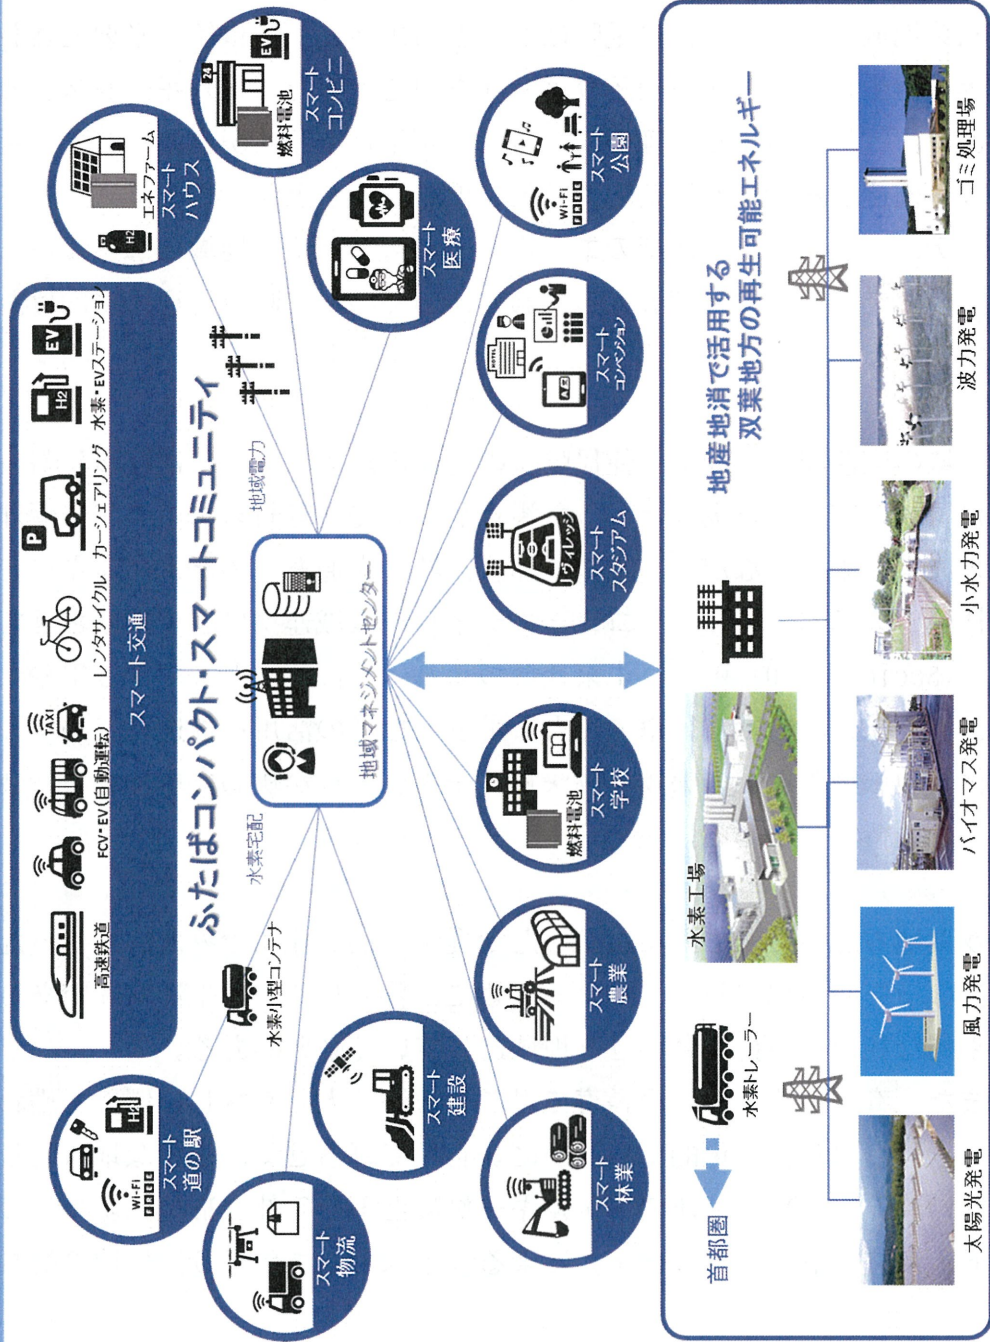 高速鉄道
FCV・EV(自動運転)
TAXI
レンタサイクル
P
カーシェアリング
H2
EV
水素・EVステーション
スマート交通
ふたばコンパクト・スマートコミュニティ
Wi-Fi
FREE
H2
スマート
道の駅
スマート
物流
スマート
建設
水素小型コンテナ
水素宅配
地域マネジメントセンター
地域電力
H2
エネファーム
スマート
ハウス
24
EV
燃料電池
スマート
コンビニ
スマート
医療
スマート
林業
スマート
農業
燃料電池
スマート
学校
Jヴィレッジ
スマート
スタジアム
HOTEL
スマート
コンベンション
Wi-Fi
FREE
スマート
公園
首都圏
水素トレーラー
水素工場
地産地消で活用する
双葉地方の再生可能エネルギー
太陽光発電
風力発電
バイオマス発電
小水力発電
波力発電
ゴミ処理場